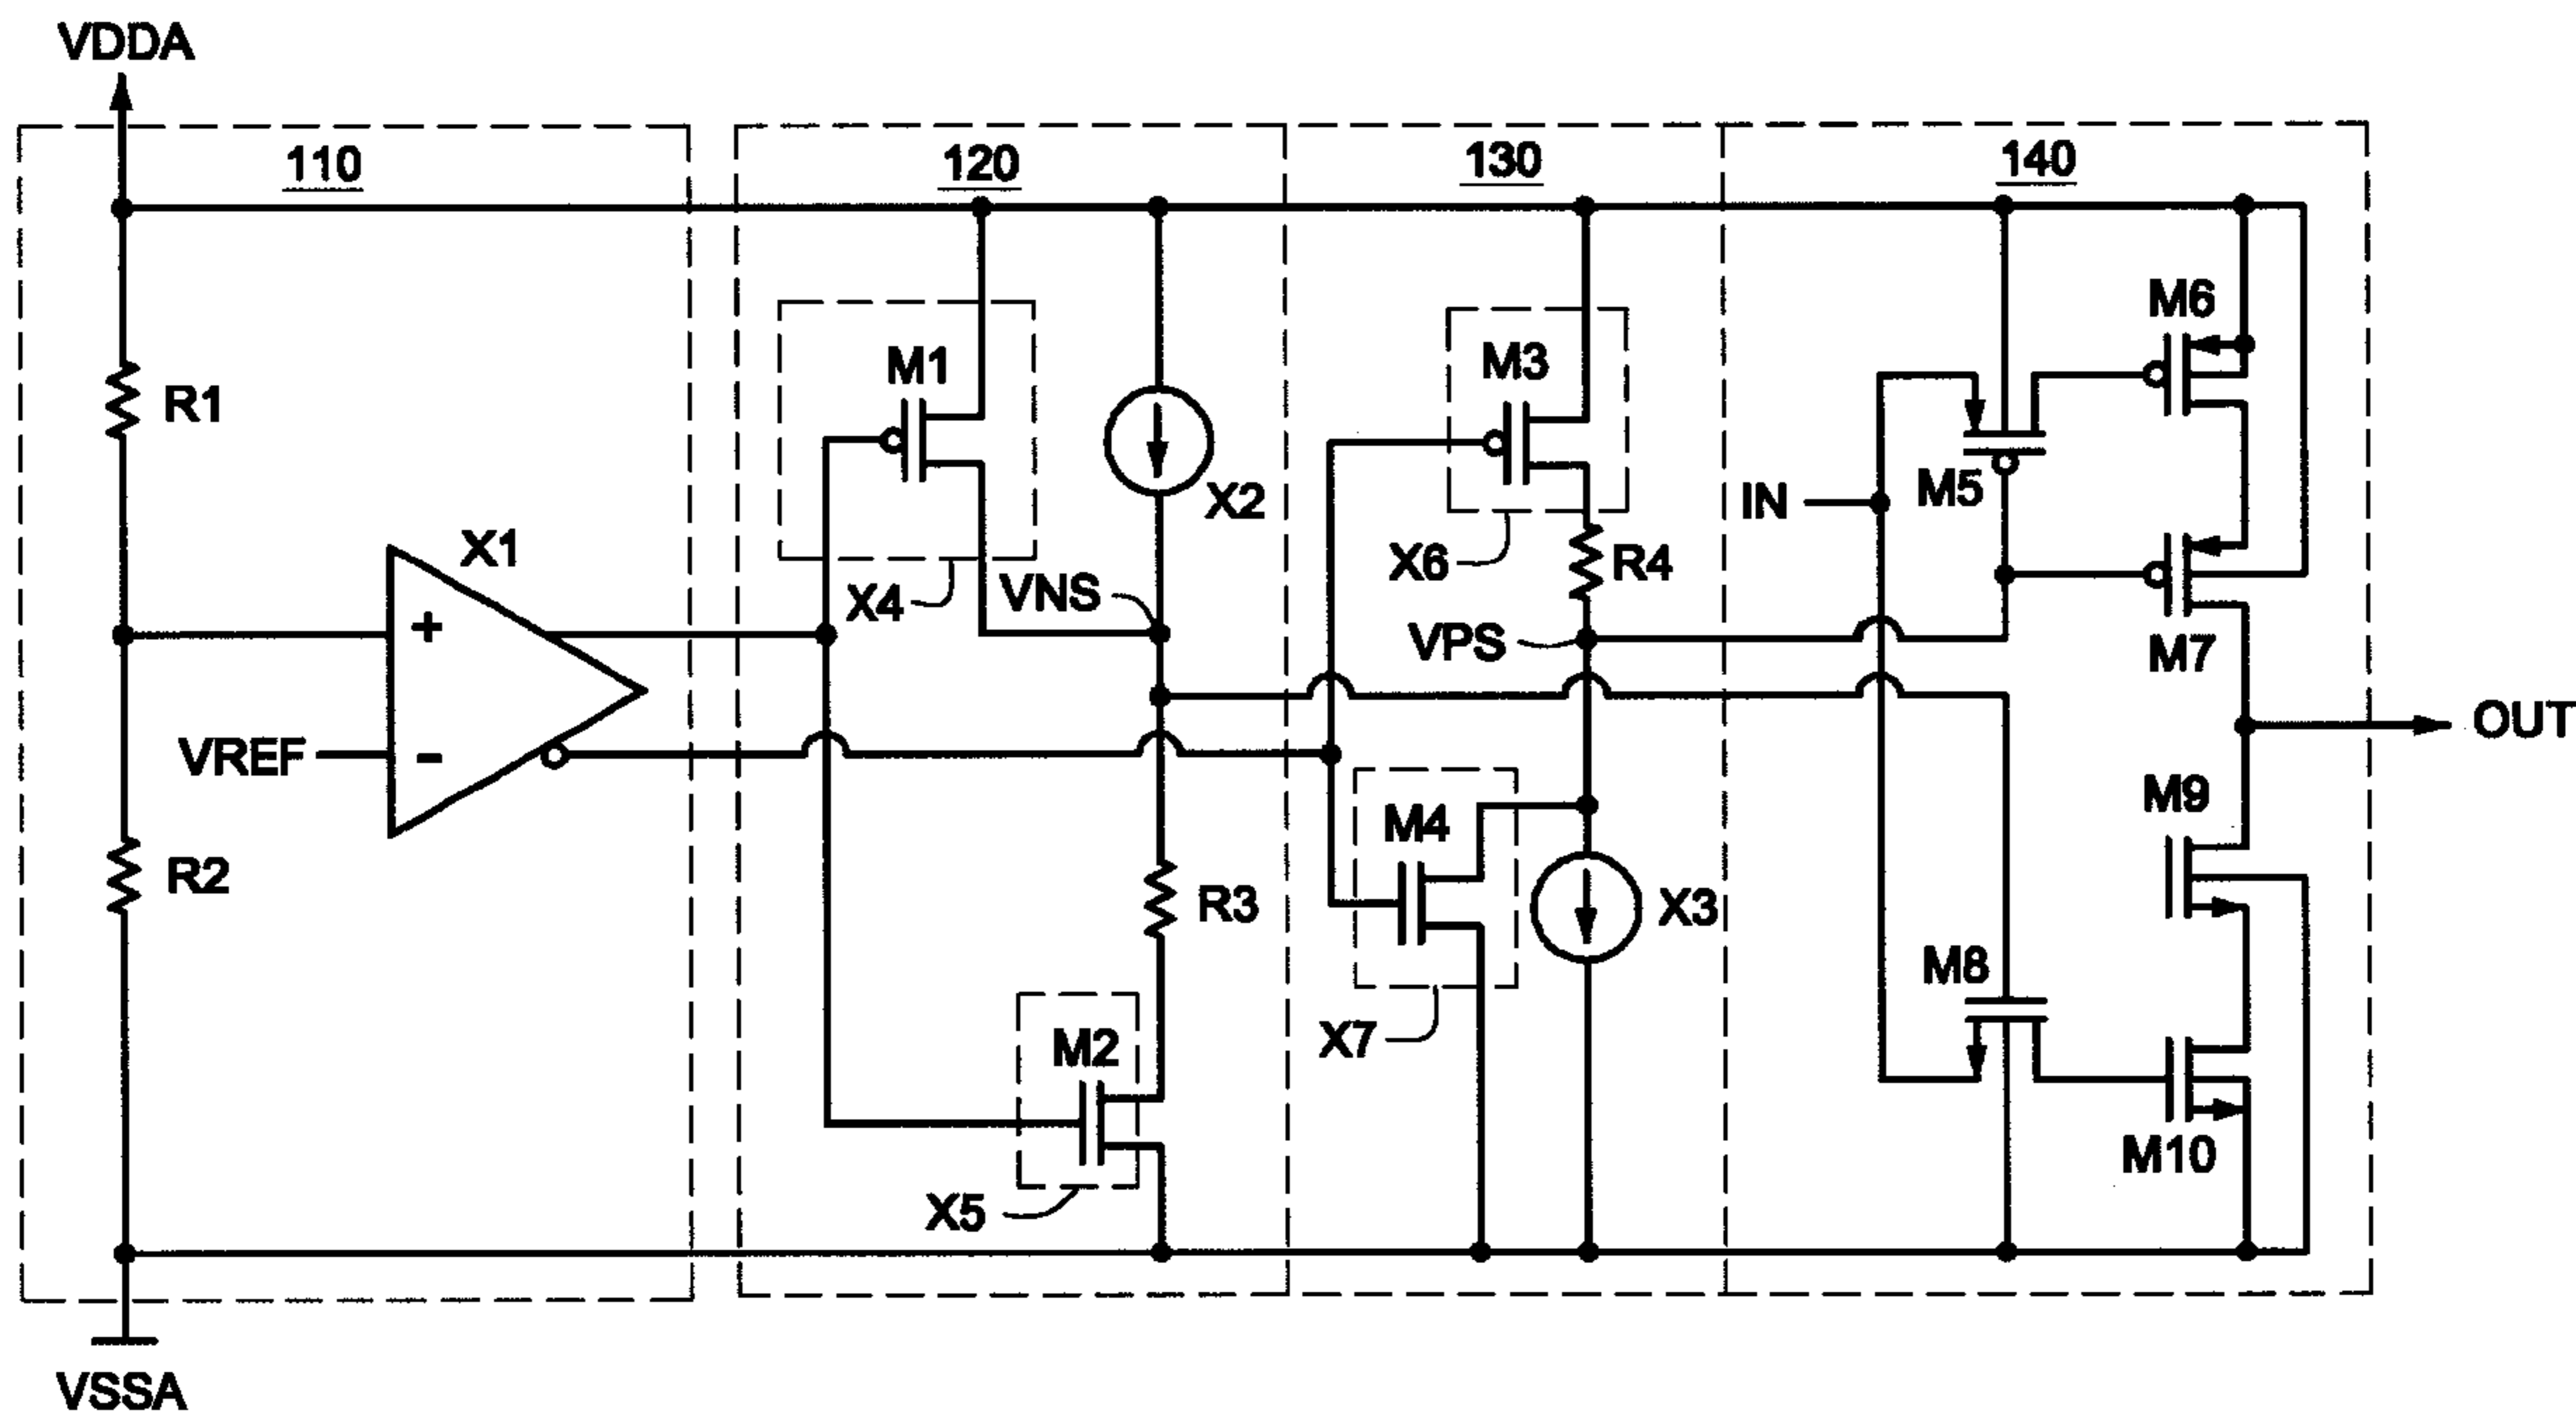 VDDA
110
120
130
140
M6
M1
M3
R1
M5
X2
IN
X1
X6
R4
X4
VNS
+
VPS
M7
OUT
VREF
-
M9
M4
R2
R3
X3
M8
X7
M2
M10
X5
VSSA